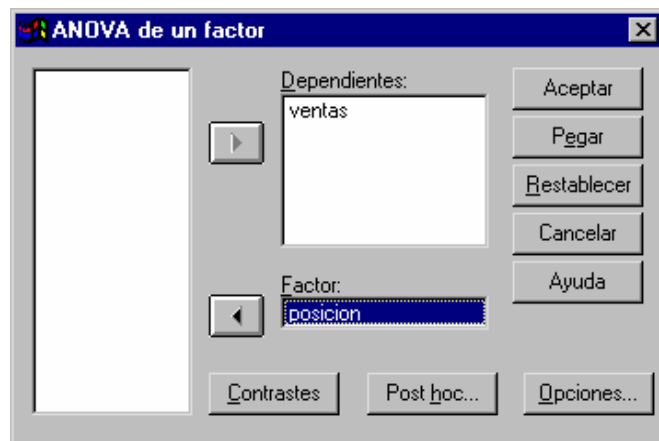 ANOVA de un factor
Dependientes:
ventas
Factor:
posicion
Aceptar
Pegar
Restablecer
Cancelar
Ayuda
Contrastes
Post hoc...
Opciones...